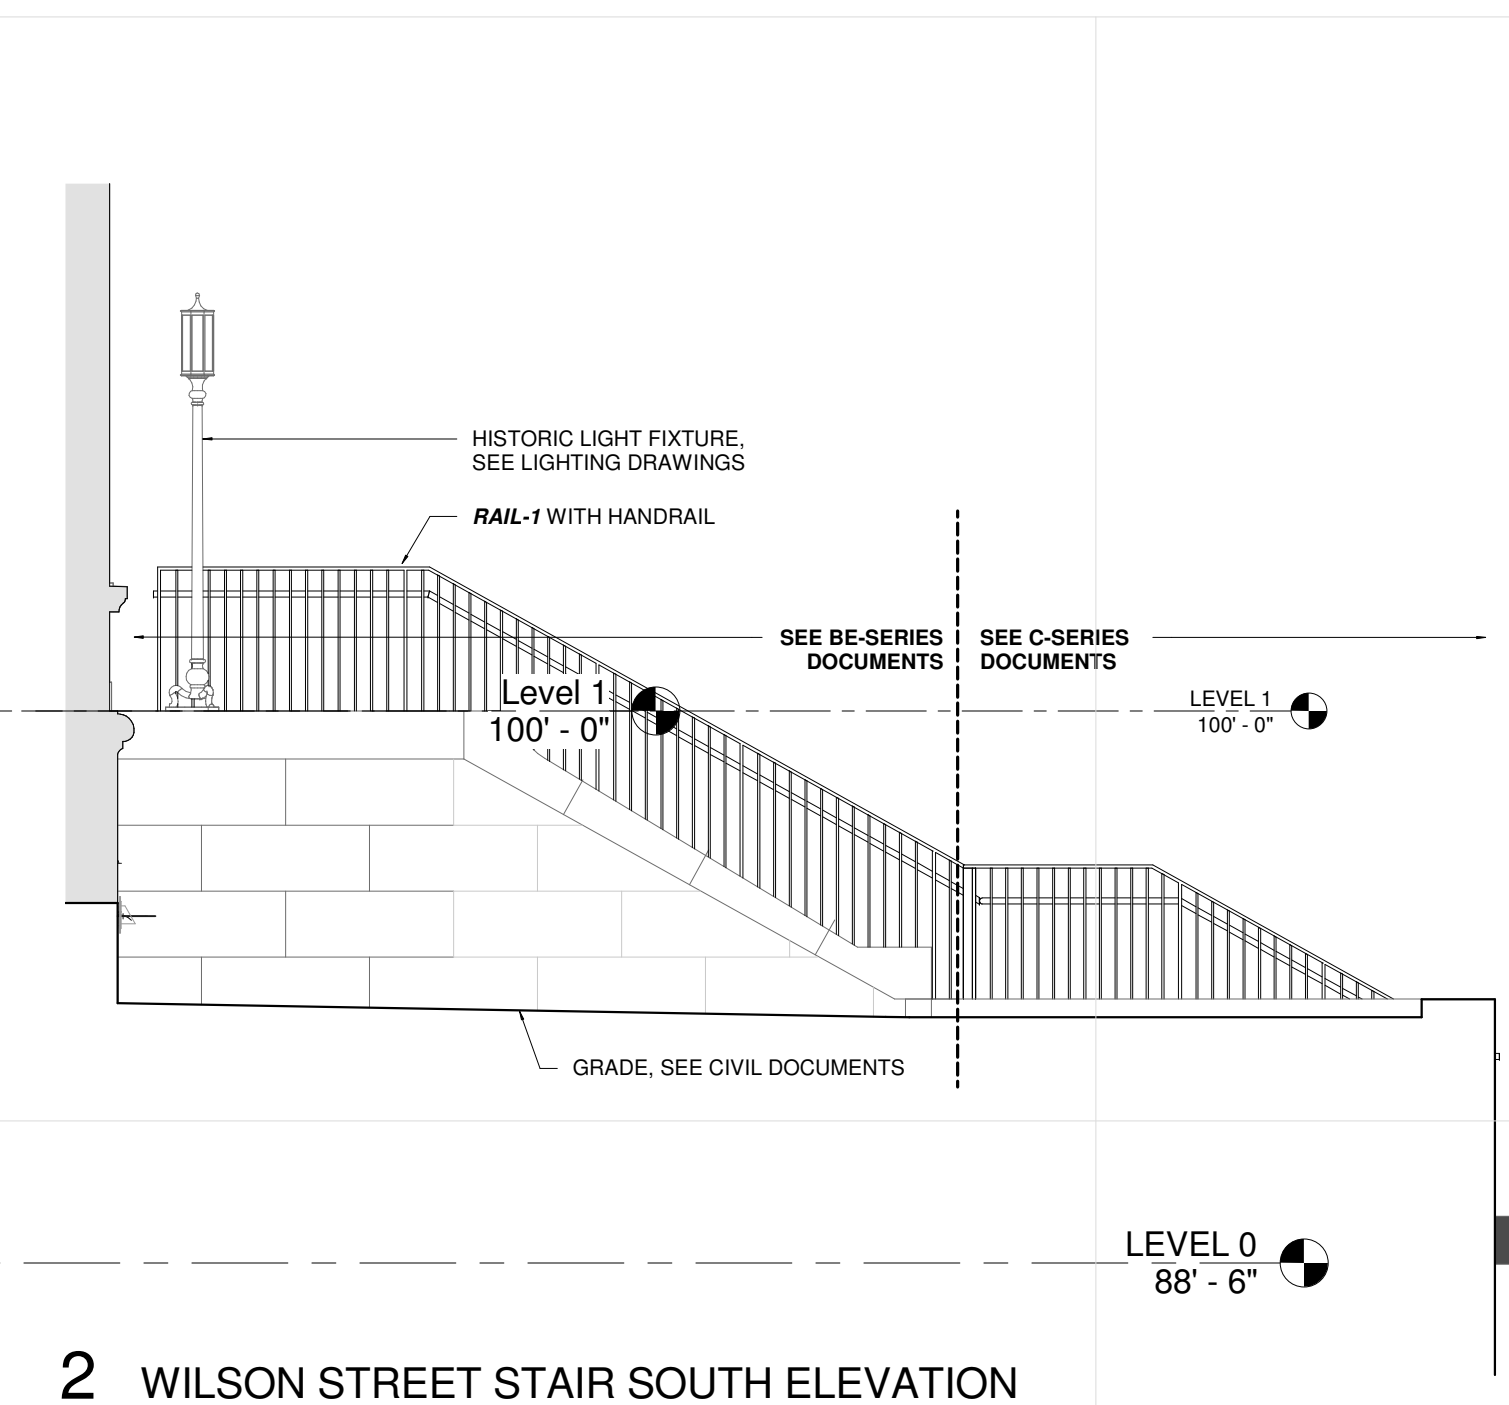 HISTORIC LIGHT FIXTURE,
SEE LIGHTING DRAWINGS
RAIL-1 WITH HANDRAIL
SEE BE-SERIES
DOCUMENTS
SEE C-SERIES
DOCUMENTS
Level 1
100' - 0"
LEVEL 1
100' - 0"
GRADE, SEE CIVIL DOCUMENTS
LEVEL 0
88' - 6"
2 WILSON STREET STAIR SOUTH ELEVATION